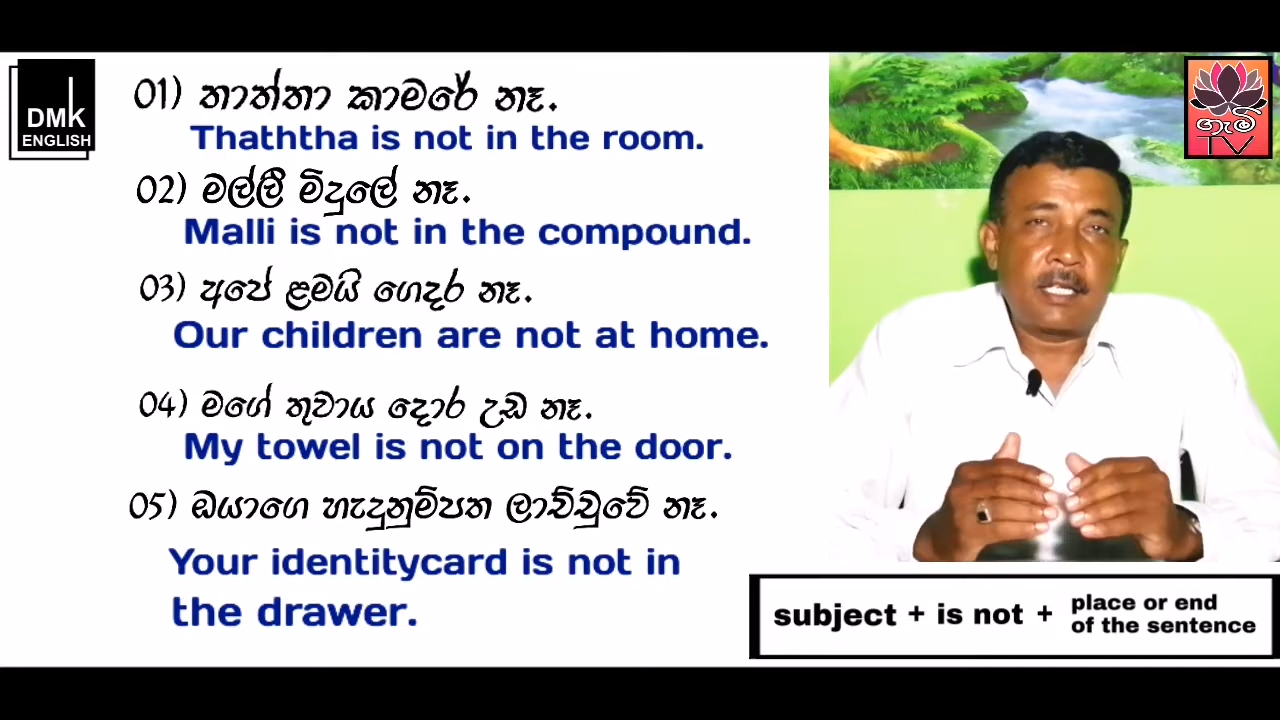 DMK
ENGLISH
01) තාත්තා කාමරේ නෑ.
Thaththa is not in the room.
02) මල්ලී මිදුලේ නෑ.
Malli is not in the compound.
03) අපේ ළමයි ගෙදර නෑ.
Our children are not at home.
04) මගේ තුවාය දොර උඩ නෑ.
My towel is not on the door.
05) ඔයාගෙ හැඳුනුම්පත ලාච්චුවේ නෑ.
Your identitycard is not in
the drawer.
ගැමි
TV
subject + is not + place or end
of the sentence